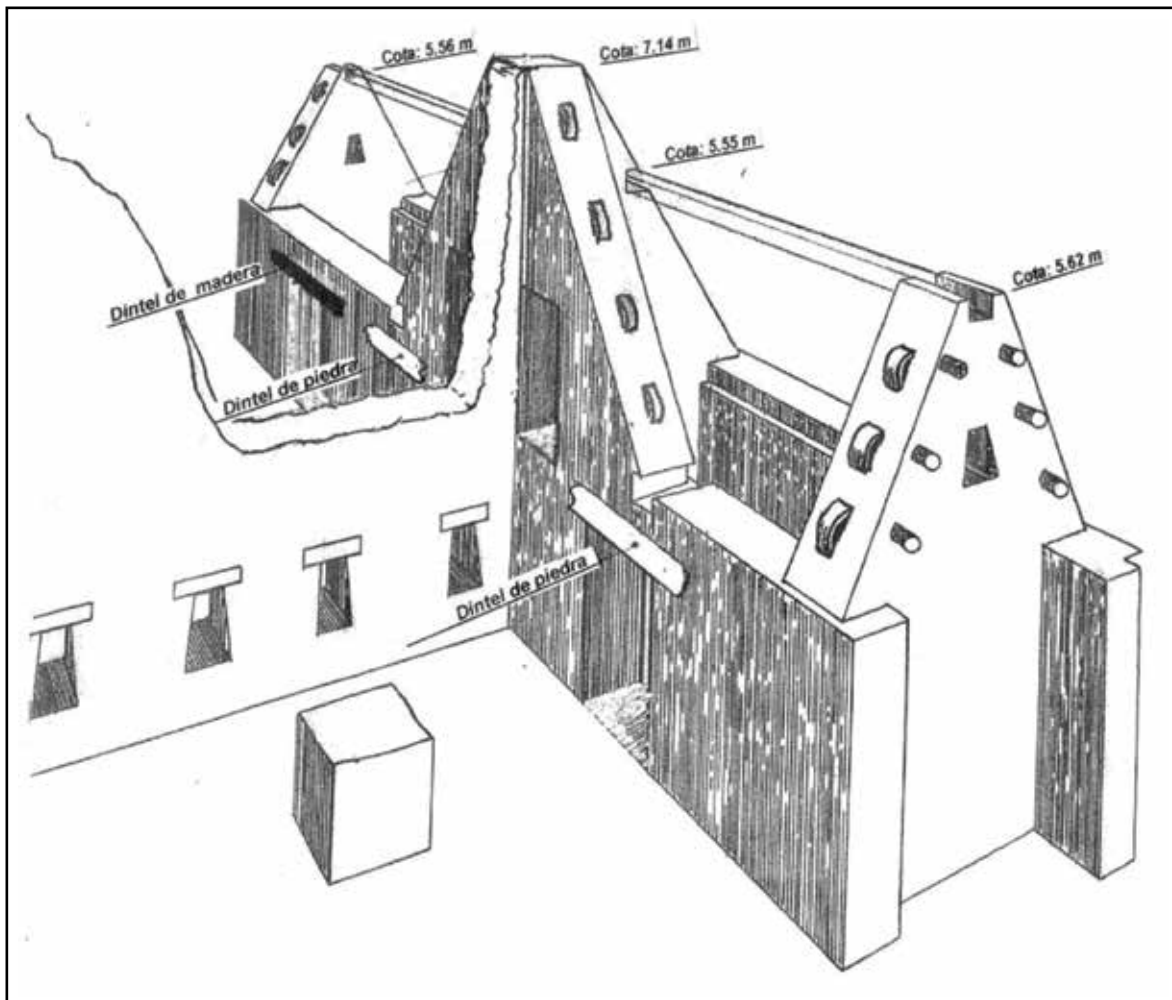 Cota: 5.56 m
Cota: 7.14 m
Cota: 5.55 m
Cota: 5.62 m
Dintel de madera
Dintel de piedra
Dintel de piedra